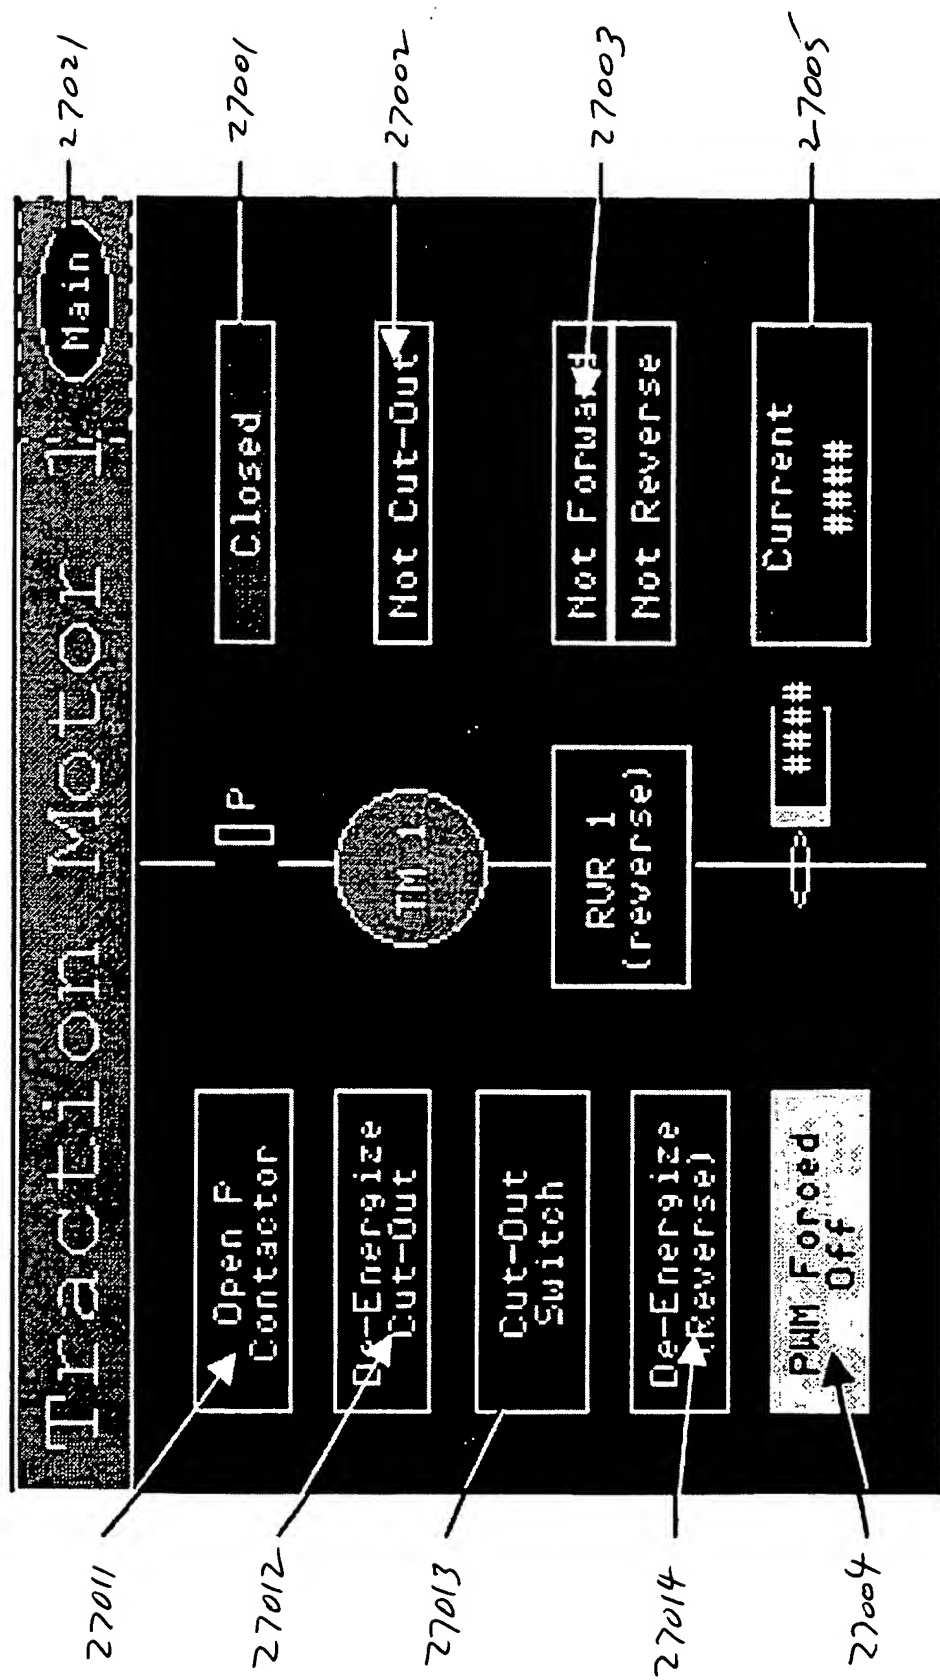 Traction Motor 1
Main
27021
27011
Open P
Contactor
P
Closed
27001
27012
De-Energize
Cut-Out
TM 1
Not Cut-Out
27002
27013
Cut-Out
Switch
RVR 1
(reverse)
Not Forward
Not Reverse
27003
27014
De-Energize
(Reverse)
27004
PWM Forced
Off
####
Current
####
27005